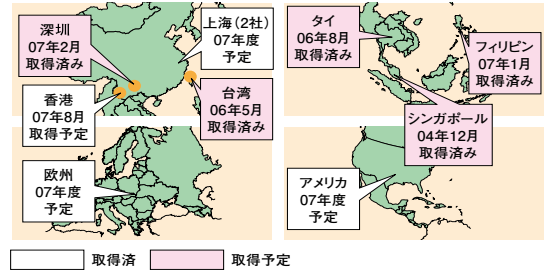 深圳
07年2月
取得済み
上海（2社）
07年度
予定
香港
07年8月
取得予定
台湾
06年5月
取得済み
タイ
06年8月
取得済み
フィリピン
07年1月
取得済み
シンガポール
04年12月
取得済み
欧州
07年度
予定
アメリカ
07年度
予定
取得済
取得予定